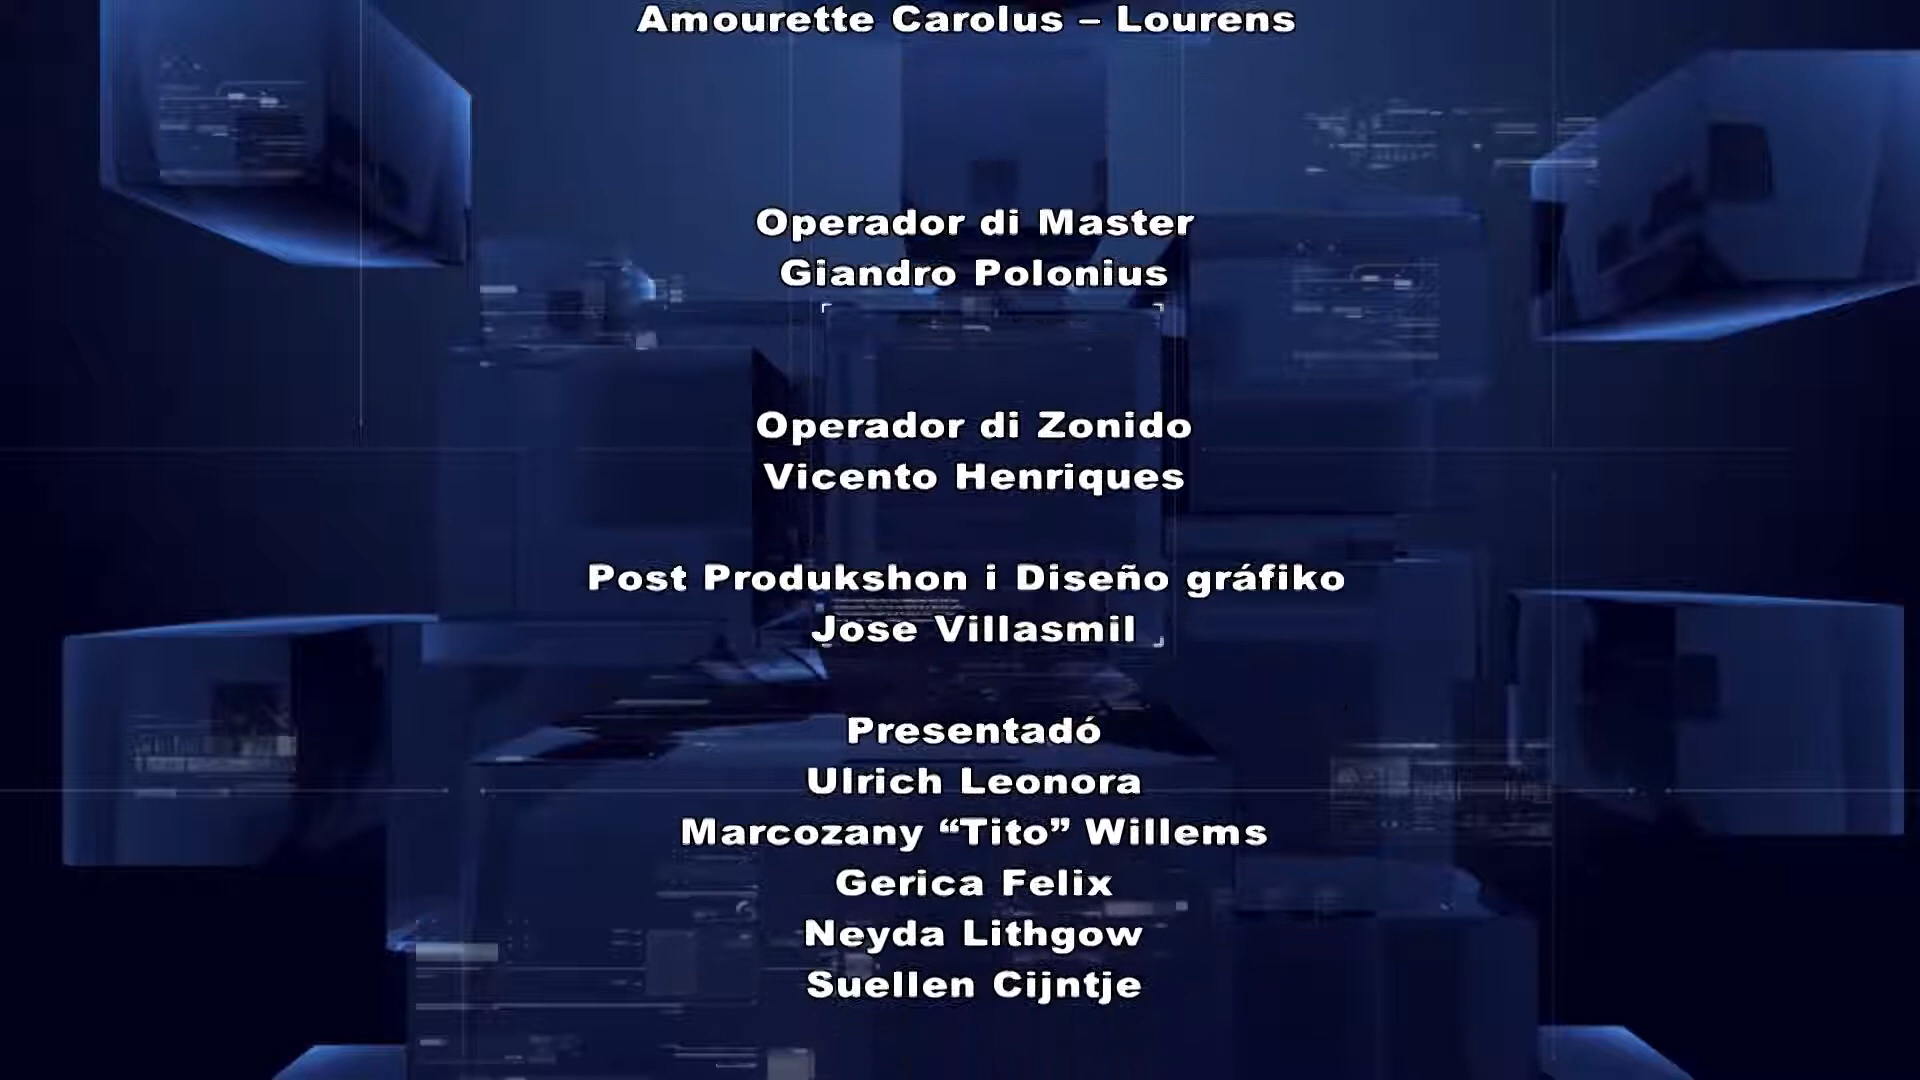 Amourette Carolus – Lourens
Operador di Master
Giandro Polonius
Operador di Zonido
Vicento Henriques
Post Produkshon i Diseño gráfiko
Jose Villasmil
Presentadó
Ulrich Leonora
Marcozany “Tito” Willems
Gerica Felix
Neyda Lithgow
Suellen Cijntje